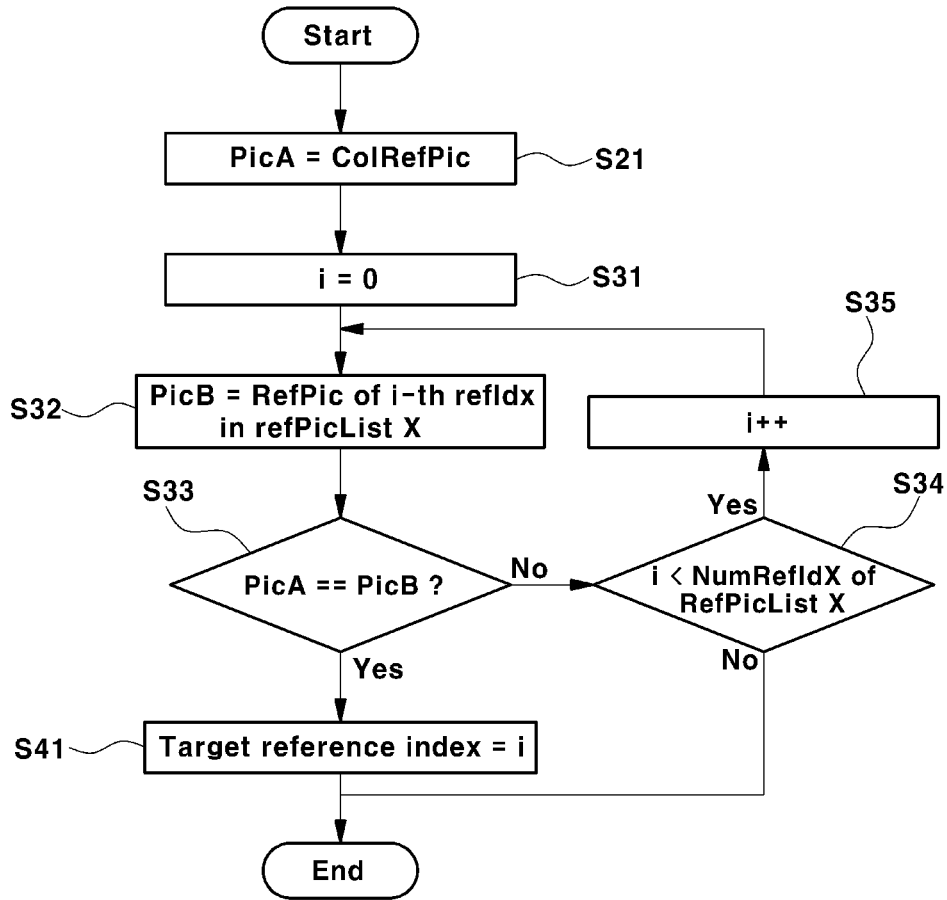 Start
PicA = ColRefPic
S21
i = 0
S31
S35
PicB = RefPic of i-th refIdx
in refPicList X
S32
i++
S33
S34
Yes
PicA == PicB ?
No
i < NumRefIdX of
RefPicList X
Yes
No
S41
Target reference index = i
End